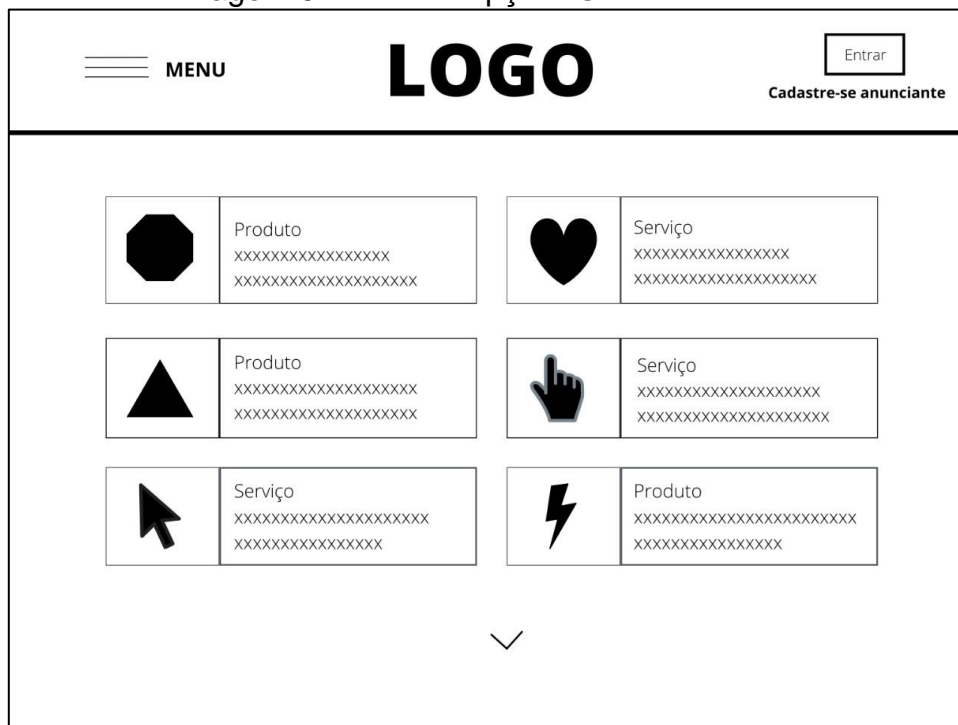 MENU
LOGO
Entrar
Cadastre-se anunciante
Produto
xxxxxxxxxxxxxxxxx
xxxxxxxxxxxxxxxxxxxx
Serviço
xxxxxxxxxxxxxxxxx
xxxxxxxxxxxxxxxxxxxx
Produto
xxxxxxxxxxxxxxxxxxxx
xxxxxxxxxxxxxxxxxxxx
Serviço
xxxxxxxxxxxxxxxxxxxx
xxxxxxxxxxxxxxxxxxxxx
Serviço
xxxxxxxxxxxxxxxxxxxxx
xxxxxxxxxxxxxxxx
Produto
xxxxxxxxxxxxxxxxxxxxxxxx
xxxxxxxxxxxxxxxx